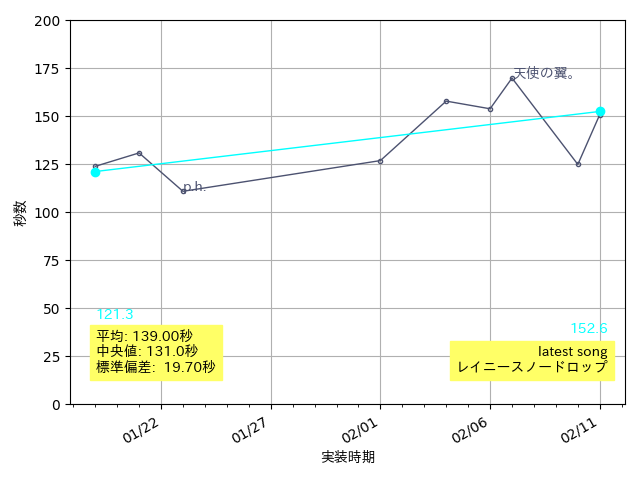 200
175
150
125
100
75
50
25
0
秒数
天使の翼。
p.h.
121.3
平均: 139.00秒
中央値: 131.0秒
標準偏差: 19.70秒
152.6
latest song
レイニースノードロップ
01/22
01/27
02/01
02/06
02/11
実装時期